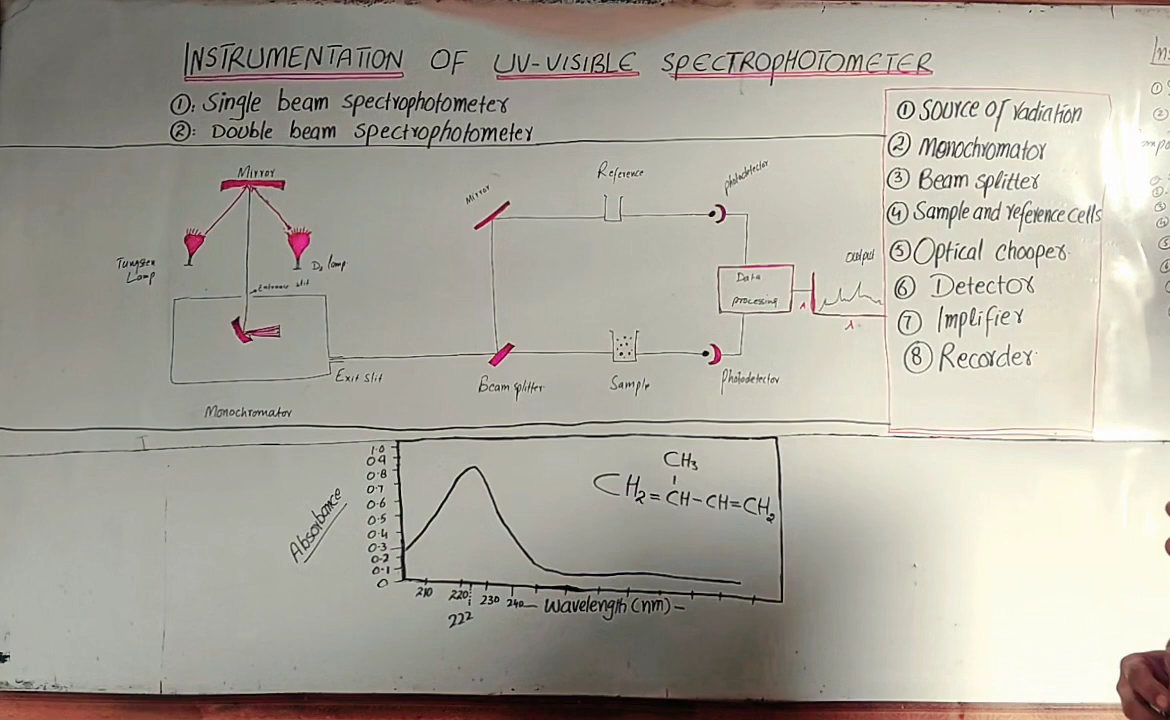 INSTRUMENTATION OF UV-VISIBLE SPECTROPHOTOMETER
①: Single beam spectrophotometer
②: Double beam spectrophotometer
① Source of radiation
② Monochromator
③ Beam splitter
④ Sample and reference cells
⑤ Optical chooper
⑥ Detector
⑦ Implifier
⑧ Recorder
Mirror
Tungsen
Lamp
D₂ lamp
Entrance slit
Exit slit
Monochromator
Mirror
Reference
photodetector
Beam splitter
Sample
Photodetector
Data
processing
output
A
λ
Absorbance
1.0
0.9
0.8
0.7
0.6
0.5
0.4
0.3
0.2
0.1
0
CH₃
CH₂=CH-CH=CH₂
210 220 230 240 - Wavelength (nm) -
222